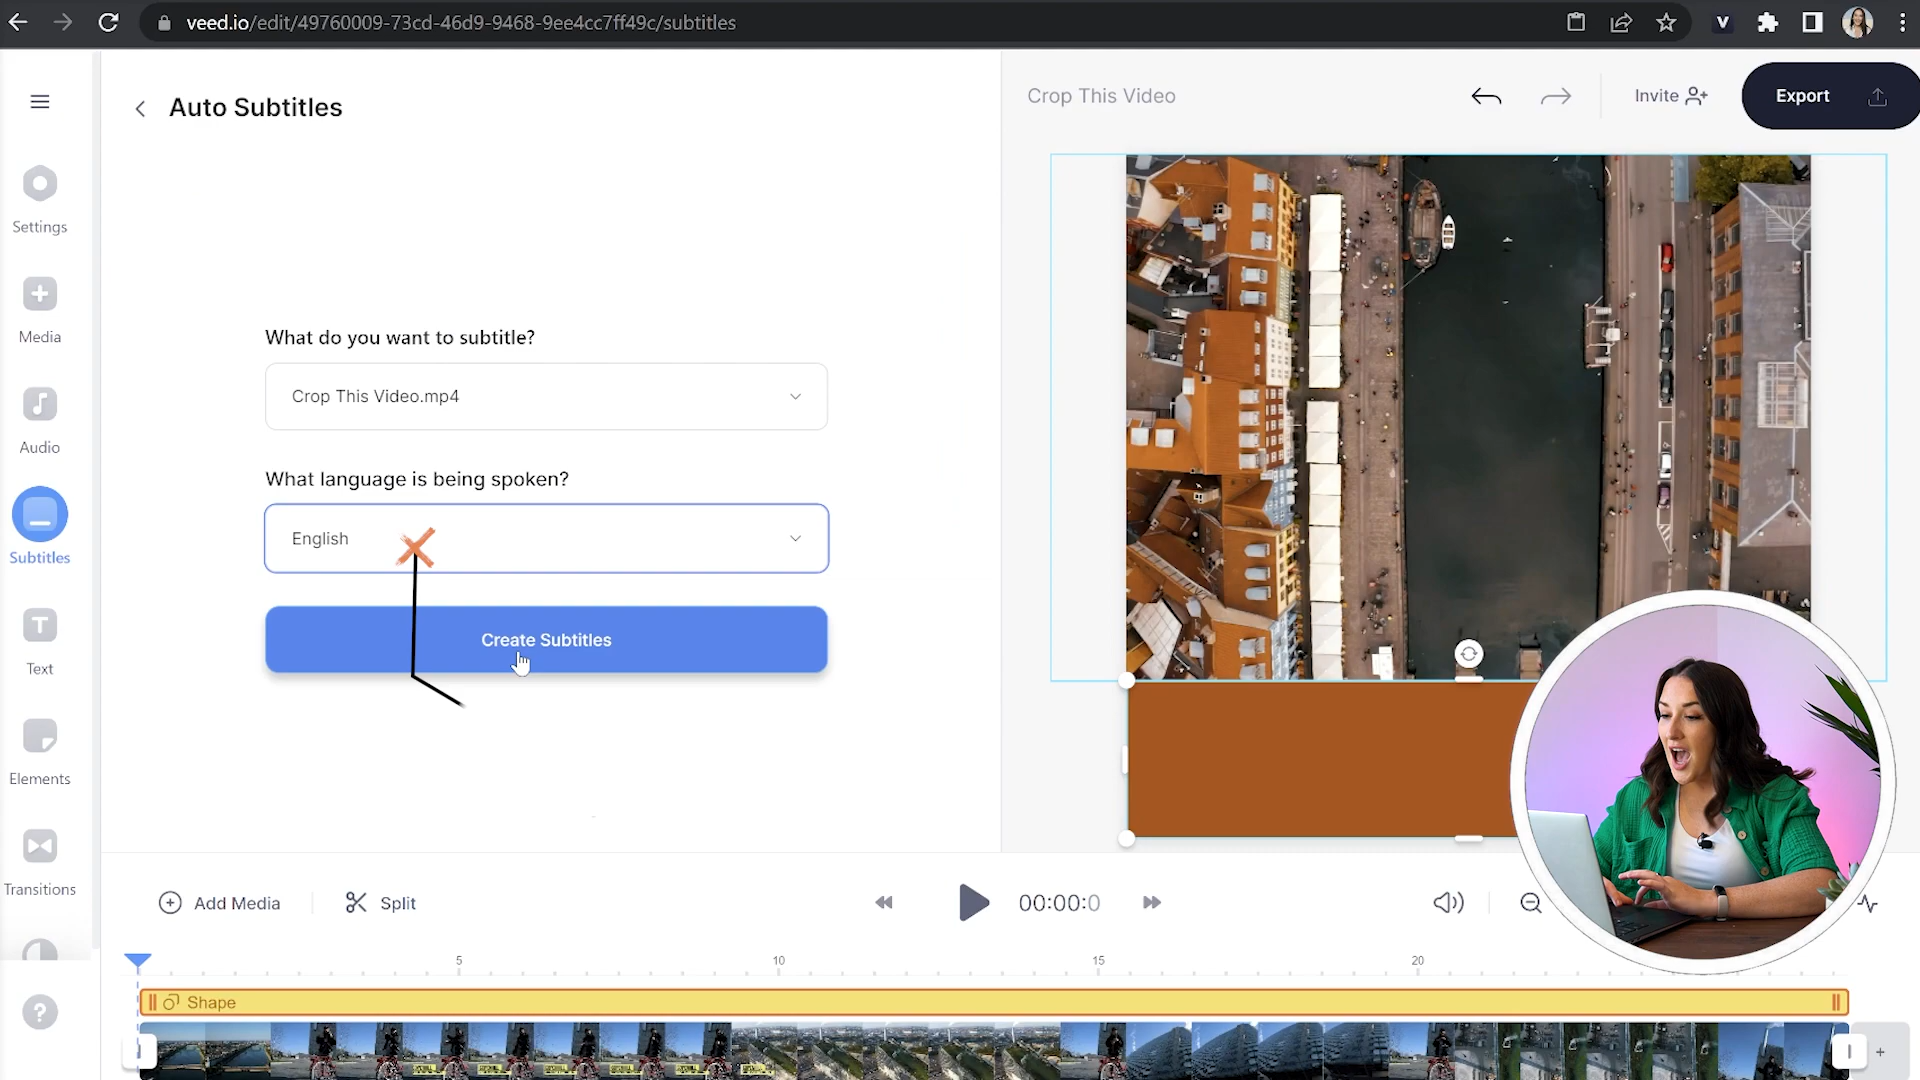 veed.io/edit/49760009-73cd-46d9-9468-9ee4cc7ff49c/subtitles
V
Auto Subtitles
Crop This Video
Invite
Export
Settings
Media
Audio
Subtitles
T
Text
Elements
Transitions
?
What do you want to subtitle?
Crop This Video.mp4
What language is being spoken?
English
Create Subtitles
Add Media
Split
00:00:0
5
10
15
20
Shape
+